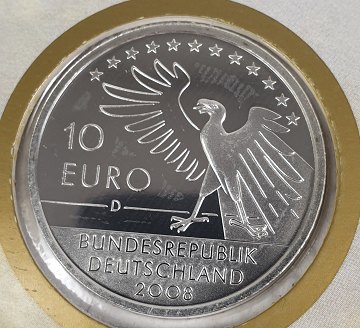 10
EURO
D
BUNDESREPUBLIK
DEUTSCHLAND
2008